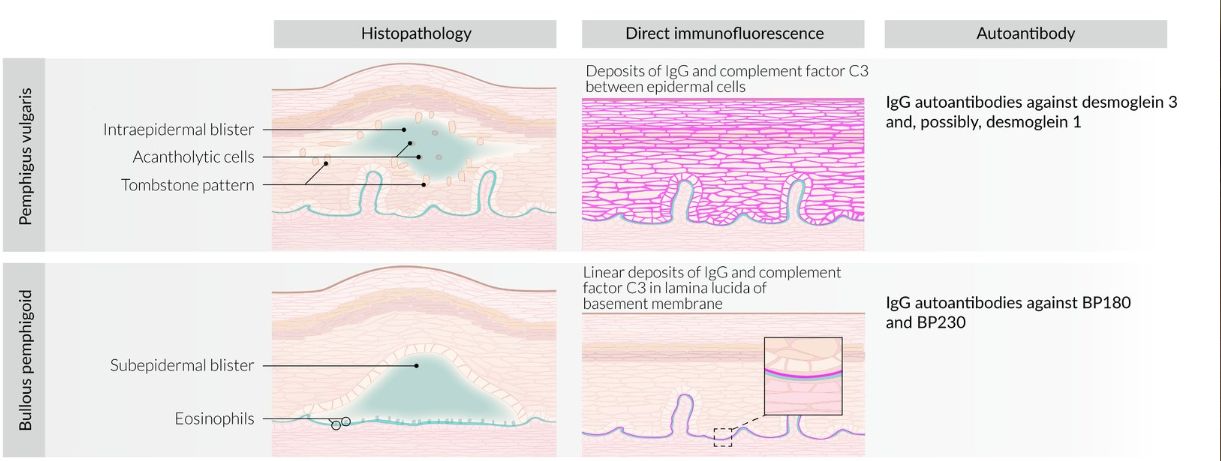 Histopathology
Direct immunofluorescence
Autoantibody
Pemphigus vulgaris
Intraepidermal blister
Acantholytic cells
Tombstone pattern
Deposits of IgG and complement factor C3
between epidermal cells
IgG autoantibodies against desmoglein 3
and, possibly, desmoglein 1
Bullous pemphigoid
Subepidermal blister
Eosinophils
Linear deposits of IgG and complement
factor C3 in lamina lucida of
basement membrane
IgG autoantibodies against BP180
and BP230